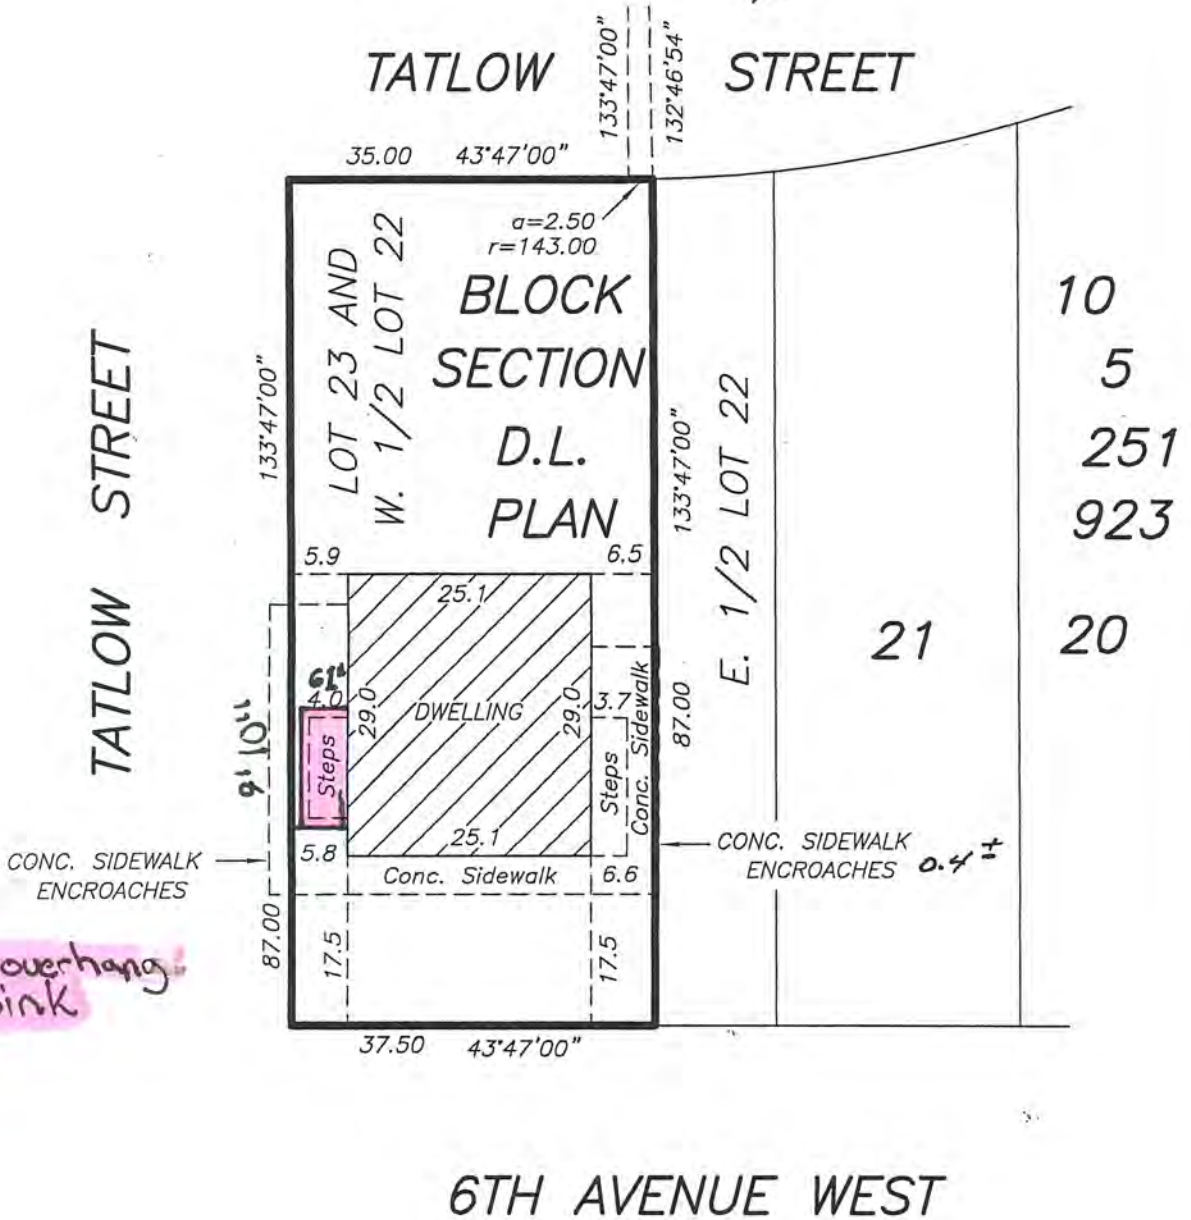 TATLOW STREET
133°47'00"
132°46'54"
35.00 43°47'00"
a=2.50
r=143.00
LOT 23 AND
W. 1/2 LOT 22
BLOCK 10
SECTION 5
D.L. 251
PLAN 923
TATLOW STREET
133°47'00"
133°47'00"
E. 1/2 LOT 22
21
20
5.9
6.5
25.1
4.0
29.0
DWELLING
29.0
3.7
Steps
9'10"
Steps
Conc. Sidewalk
87.00
5.8
25.1
6.6
Conc. Sidewalk
CONC. SIDEWALK
ENCROACHES
CONC. SIDEWALK
ENCROACHES 0.4 ±
87.00
17.5
17.5
overhang
pink
37.50 43°47'00"
6TH AVENUE WEST